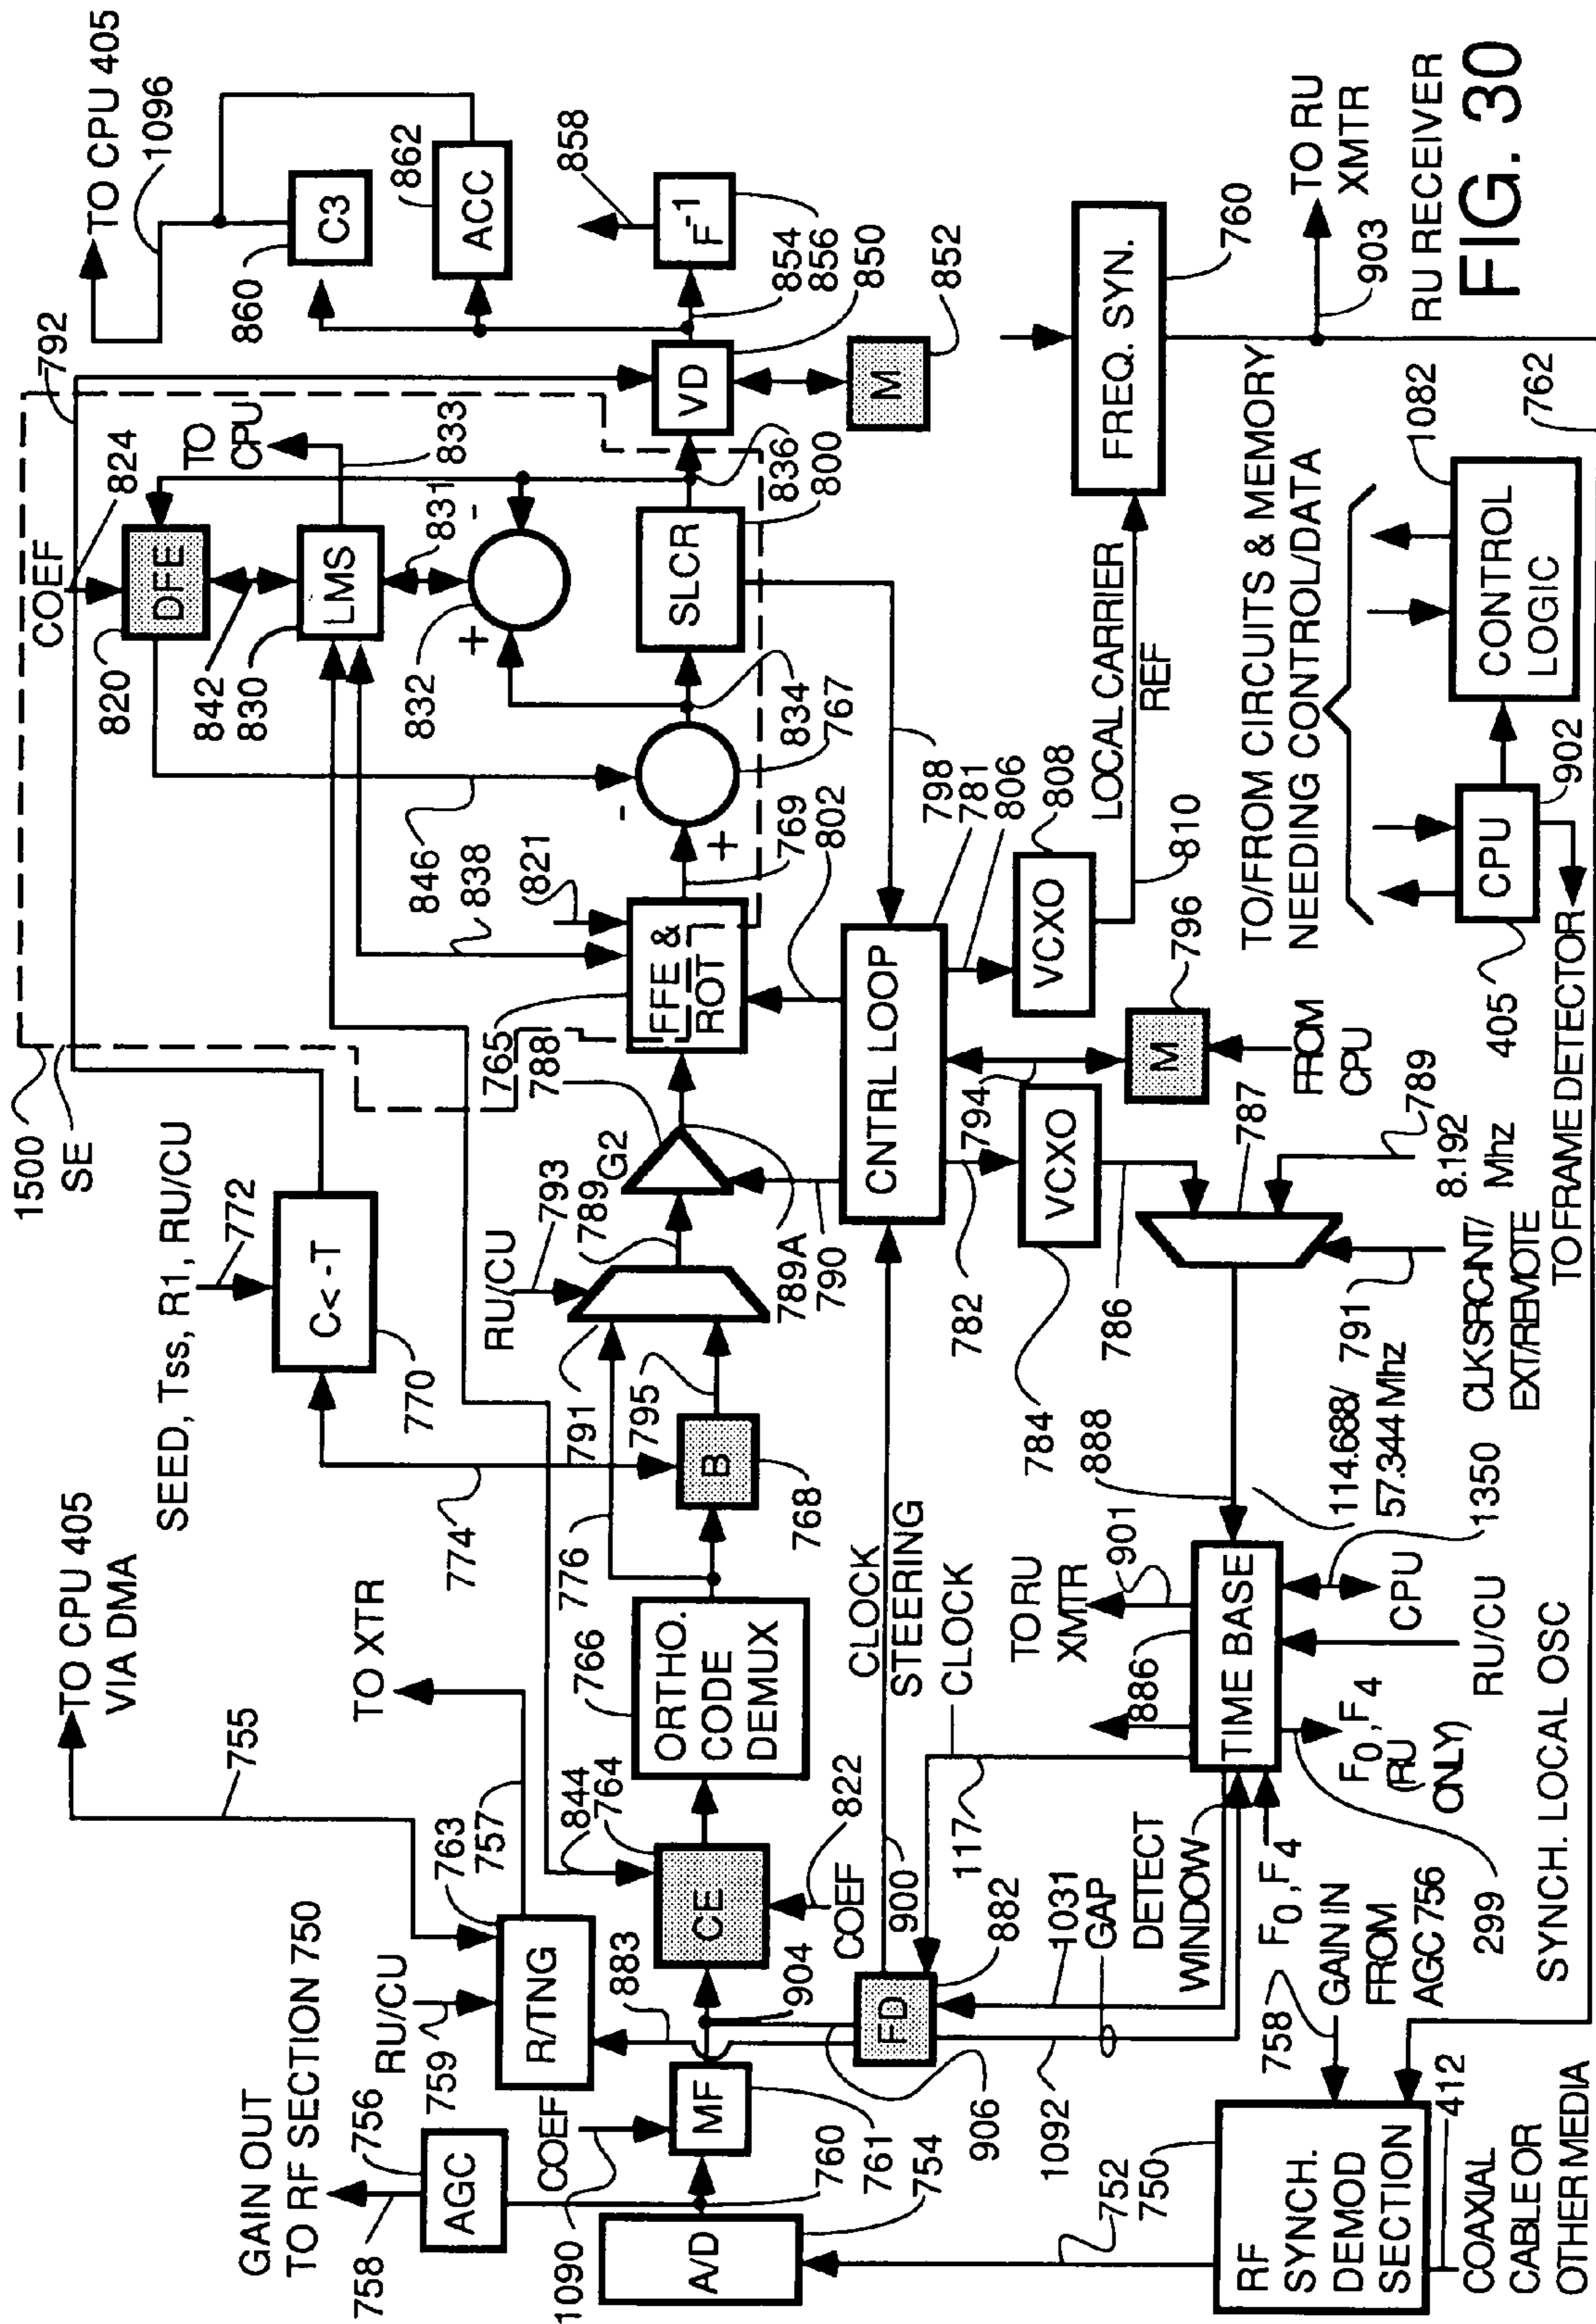 GAIN OUT
TO RF SECTION 750
758
756
AGC
RU/CU
759
763
757
755
TO CPU 405
VIA DMA
TO XTR
R/TNG
COEF
1090
MF
A/D
760
761
754
883
844
764
CE
822
COEF
904
906
766
ORTHO.
CODE
DEMUX
776
774
SEED, Tss, R1, RU/CU
772
C< -T
770
B
768
795
791
RU/CU
793
789
G2
788
789A
790
1500
SE
765
FFE &
ROT
821
838
846
769
802
+
-
834
767
COEF
824
820
DFE
842
830
LMS
TO
CPU
833
831
832
+
-
SLCR
836
800
792
VD
850
852
M
854
856
F-1
858
860
C3
862
ACC
TO CPU 405
1096
CNTRL LOOP
798
781
806
VCXO
808
810
LOCAL CARRIER
REF
FREQ. SYN.
760
903
TO RU
XMTR
RU RECEIVER
FIG. 30
782
794
VCXO
784
786
M
796
FROM
CPU
787
789
8.192
Mhz
791
CLKSRC-INT/
EXT/REMOTE
888
114.688/
57.344 Mhz
CLOCK
STEERING
CLOCK
900
117
FD
882
1031
GAP
DETECT
WINDOW
1092
F0, F4
TIME BASE
886
TO RU
XMTR
901
1350
CPU
RU/CU
F0, F4
(RU
ONLY)
299
758
GAIN IN
FROM
AGC 756
SYNCH. LOCAL OSC
752
750
RF
SYNCH.
DEMOD
SECTION
412
COAXIAL
CABLE OR
OTHER MEDIA
TO/FROM CIRCUITS & MEMORY
NEEDING CONTROL/DATA
CPU
405
902
CONTROL
LOGIC
1082
TO FRAME DETECTOR
762